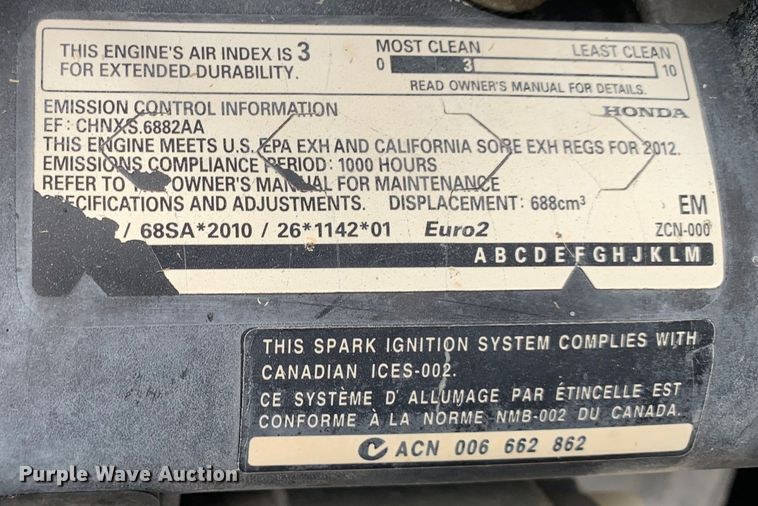 THIS ENGINE'S AIR INDEX IS 3
FOR EXTENDED DURABILITY.
MOST CLEAN LEAST CLEAN
0 3 10
READ OWNER'S MANUAL FOR DETAILS.
EMISSION CONTROL INFORMATION HONDA
EF: CHNXS.6882AA
THIS ENGINE MEETS U.S. EPA EXH AND CALIFORNIA SORE EXH REGS FOR 2012.
EMISSIONS COMPLIANCE PERIOD: 1000 HOURS
REFER TO OWNER'S MANUAL FOR MAINTENANCE
SPECIFICATIONS AND ADJUSTMENTS. DISPLACEMENT: 688cm³ EM
/ 68SA*2010 / 26*1142*01 Euro2 ZCN-000
A B C D E F G H J K L M
THIS SPARK IGNITION SYSTEM COMPLIES WITH
CANADIAN ICES-002.
CE SYSTÈME D'ALLUMAGE PAR ÉTINCELLE EST
CONFORME À LA NORME NMB-002 DU CANADA.
ACN 006 662 862
Purple Wave Auction